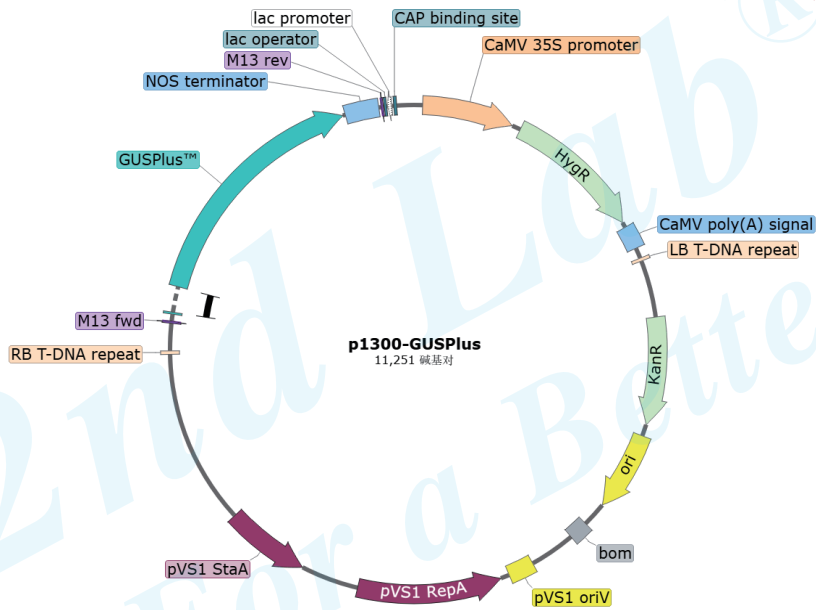 lac promoter
CAP binding site
lac operator
CaMV 35S promoter
M13 rev
NOS terminator
GUSPlus™
HygR
CaMV poly(A) signal
LB T-DNA repeat
M13 fwd
RB T-DNA repeat
p1300-GUSPlus
11,251 碱基对
KanR
ori
bom
pVS1 StaA
pVS1 RepA
pVS1 oriV
2nd Lab®
For a Bette